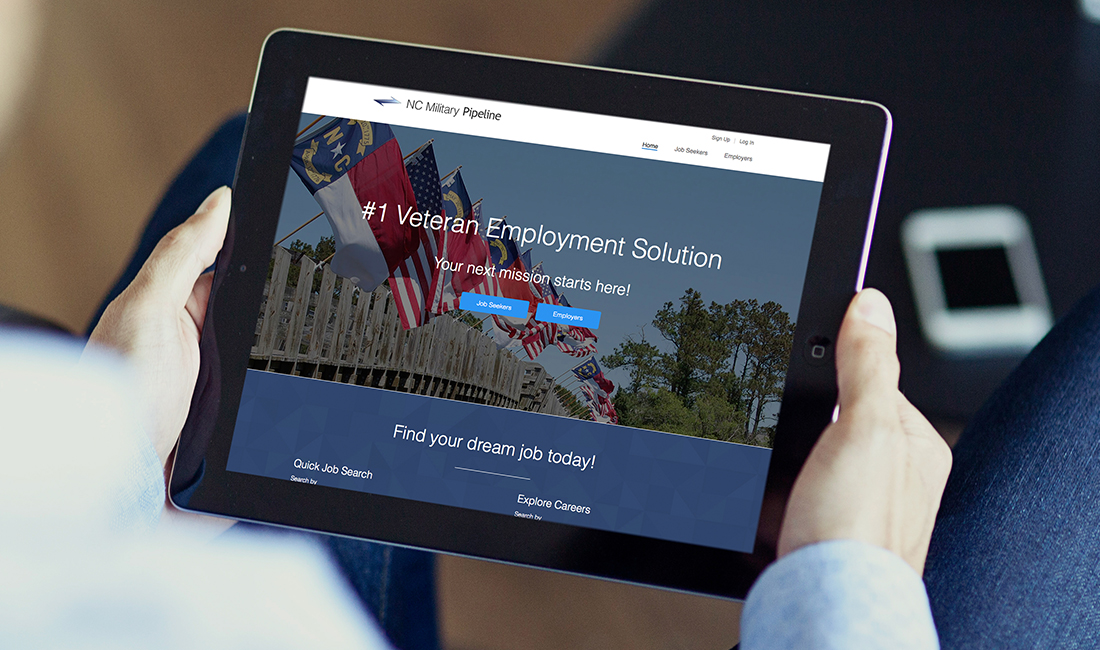 NC Military Pipeline
Sign Up | Log In
Home Job Seekers Employers
N C
#1 Veteran Employment Solution
Your next mission starts here!
Job Seekers Employers
Find your dream job today!
Quick Job Search
Search by
Explore Careers
Search by